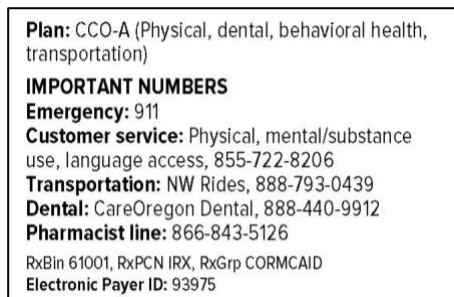 Plan: CCO-A (Physical, dental, behavioral health,
transportation)
IMPORTANT NUMBERS
Emergency: 911
Customer service: Physical, mental/substance
use, language access, 855-722-8206
Transportation: NW Rides, 888-793-0439
Dental: CareOregon Dental, 888-440-9912
Pharmacist line: 866-843-5126
RxBin 61001, RxPCN IRX, RxGrp CORMCAID
Electronic Payer ID: 93975